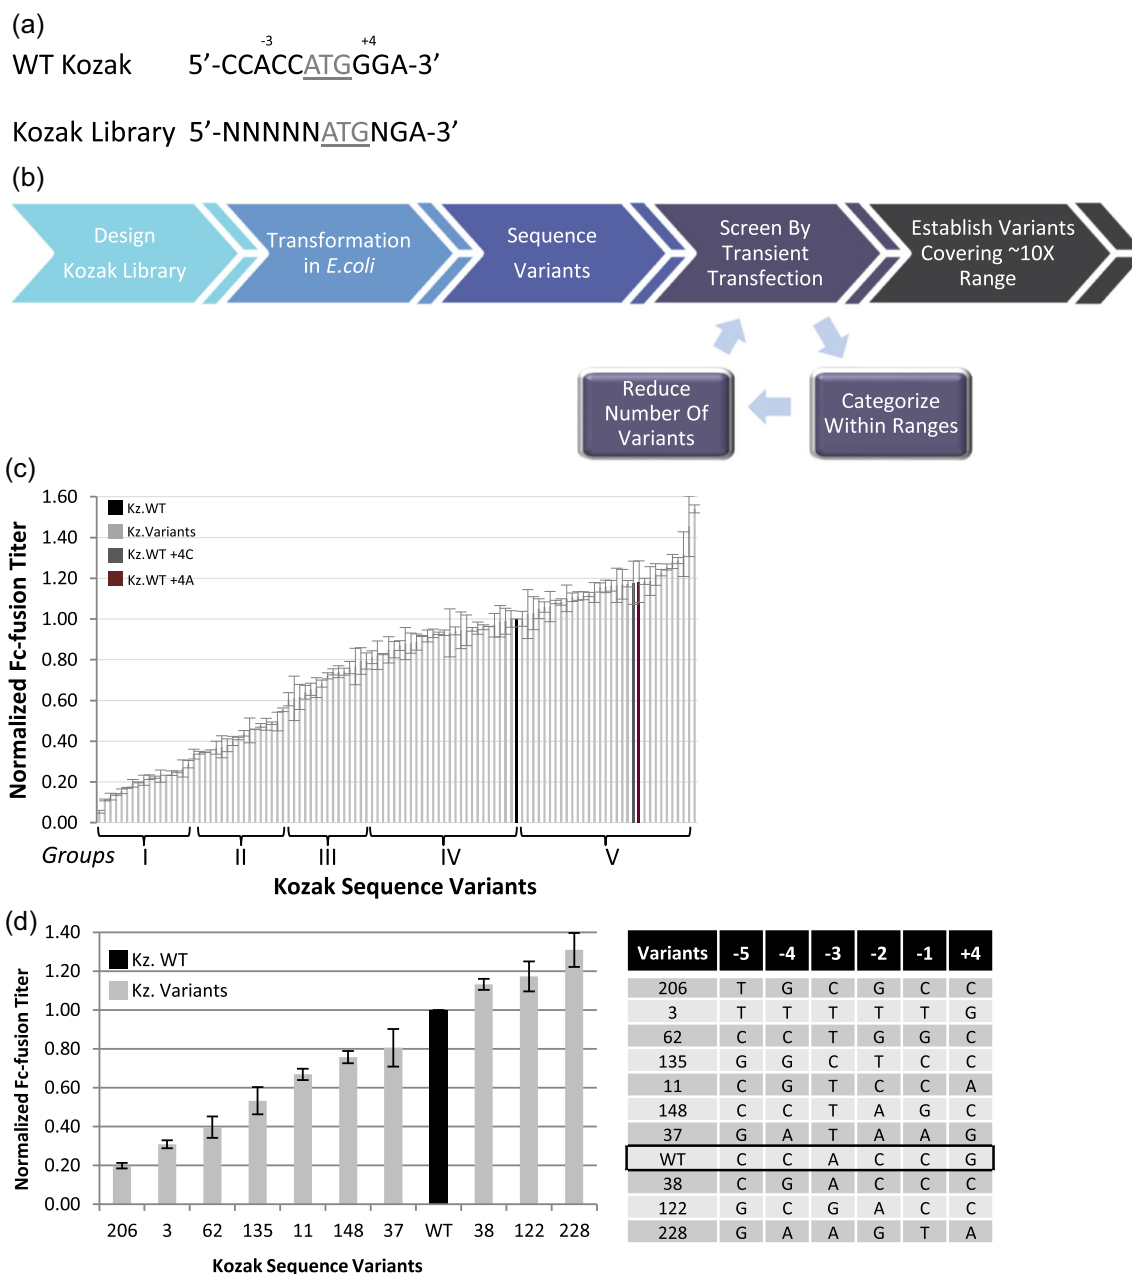 (a)
-3 +4
WT Kozak 5’-CCACCATGGGA-3’
Kozak Library 5’-NNNNNATGNGA-3’
(b)
Design
Kozak Library
Transformation
in E.coli
Sequence
Variants
Screen By
Transient
Transfection
Establish Variants
Covering ~10X
Range
Reduce
Number Of
Variants
Categorize
Within Ranges
(c)
Normalized Fc-fusion Titer
1.60
1.40
1.20
1.00
0.80
0.60
0.40
0.20
0.00
Kz.WT
Kz.Variants
Kz.WT +4C
Kz.WT +4A
Groups I II III IV V
Kozak Sequence Variants
(d)
Normalized Fc-fusion Titer
1.40
1.20
1.00
0.80
0.60
0.40
0.20
0.00
Kz. WT
Kz. Variants
206 3 62 135 11 148 37 WT 38 122 228
Kozak Sequence Variants
Variants -5 -4 -3 -2 -1 +4
206 T G C G C C
3 T T T T T G
62 C C T G G C
135 G G C T C C
11 C G T C C A
148 C C T A G C
37 G A T A A G
WT C C A C C G
38 C G A C C C
122 G C G A C C
228 G A A G T A